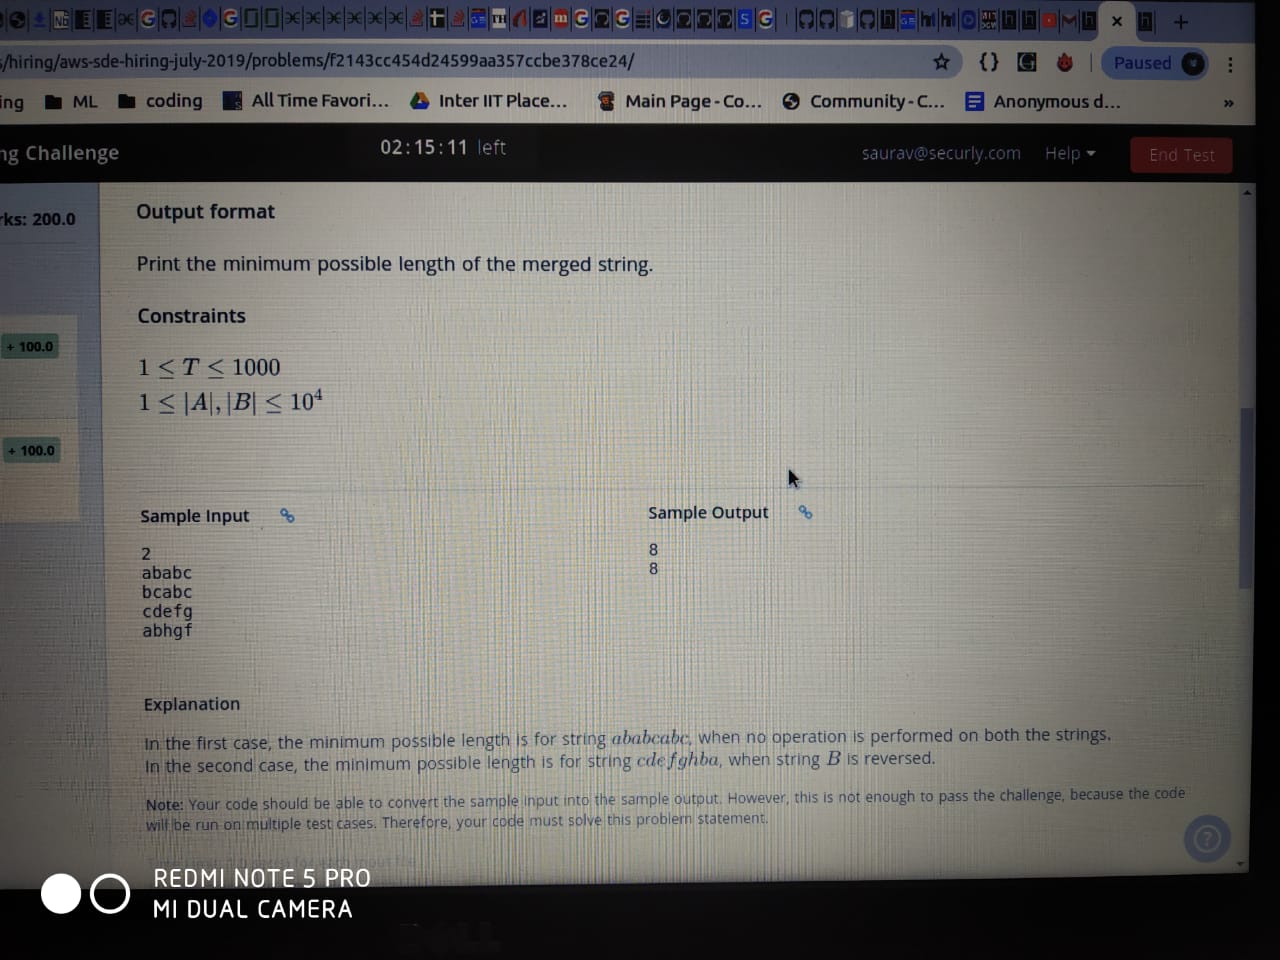 s/hiring/aws-sde-hiring-july-2019/problems/f2143cc454d24599aa357ccbe378ce24/
Paused
ing ML coding All Time Favori... Inter IIT Place... Main Page - Co... Community - C... Anonymous d... »
ng Challenge 02:15:11 left saurav@securly.com Help End Test
rks: 200.0
+ 100.0
+ 100.0
Output format
Print the minimum possible length of the merged string.
Constraints
1 ≤ T ≤ 1000
1 ≤ |A|, |B| ≤ 10⁴
Sample Input
2
ababc
bcabc
cdefg
abhgf
Sample Output
8
8
Explanation
In the first case, the minimum possible length is for string ababcabc, when no operation is performed on both the strings.
In the second case, the minimum possible length is for string cdefghba, when string B is reversed.
Note: Your code should be able to convert the sample input into the sample output. However, this is not enough to pass the challenge, because the code
will be run on multiple test cases. Therefore, your code must solve this problem statement.
REDMI NOTE 5 PRO
MI DUAL CAMERA